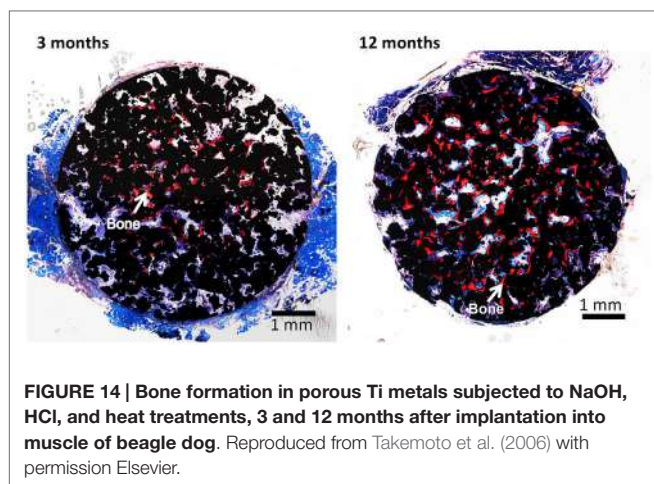 3 months
12 months
Bone
Bone
1 mm
1 mm
FIGURE 14 | Bone formation in porous Ti metals subjected to NaOH,
HCl, and heat treatments, 3 and 12 months after implantation into
muscle of beagle dog. Reproduced from Takemoto et al. (2006) with
permission Elsevier.